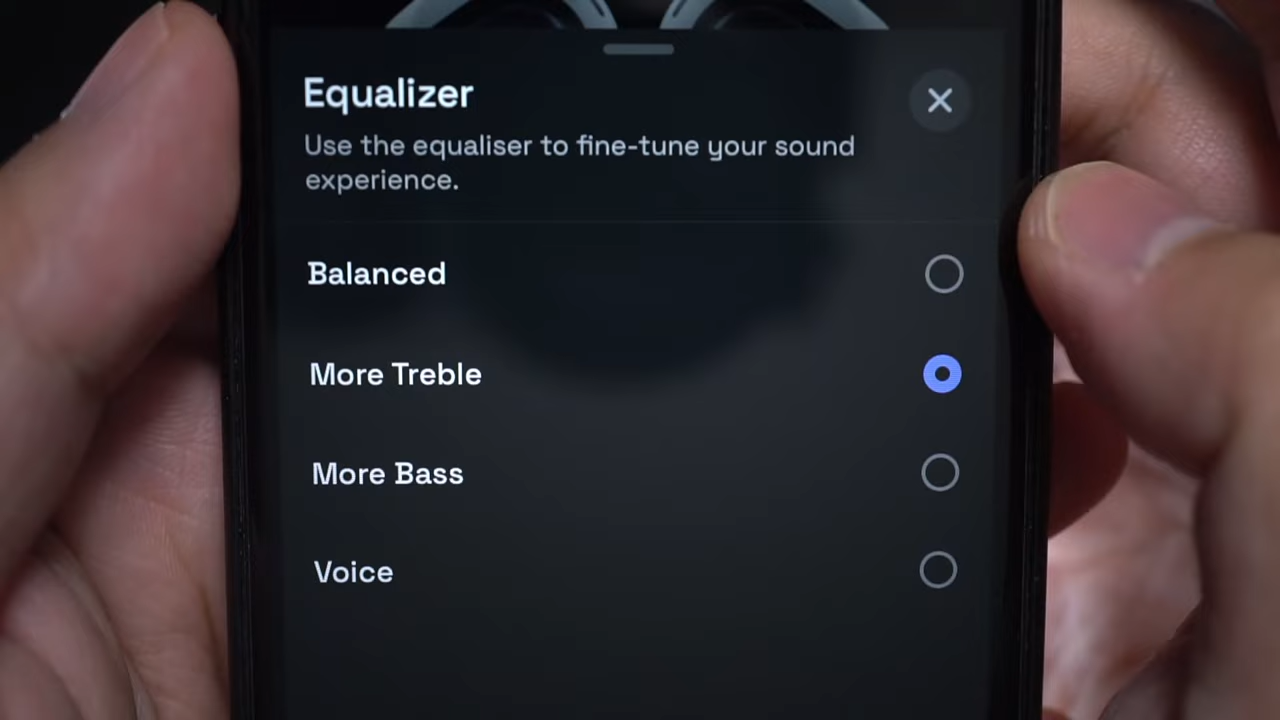 Equalizer
Use the equaliser to fine-tune your sound
experience.
Balanced
More Treble
More Bass
Voice